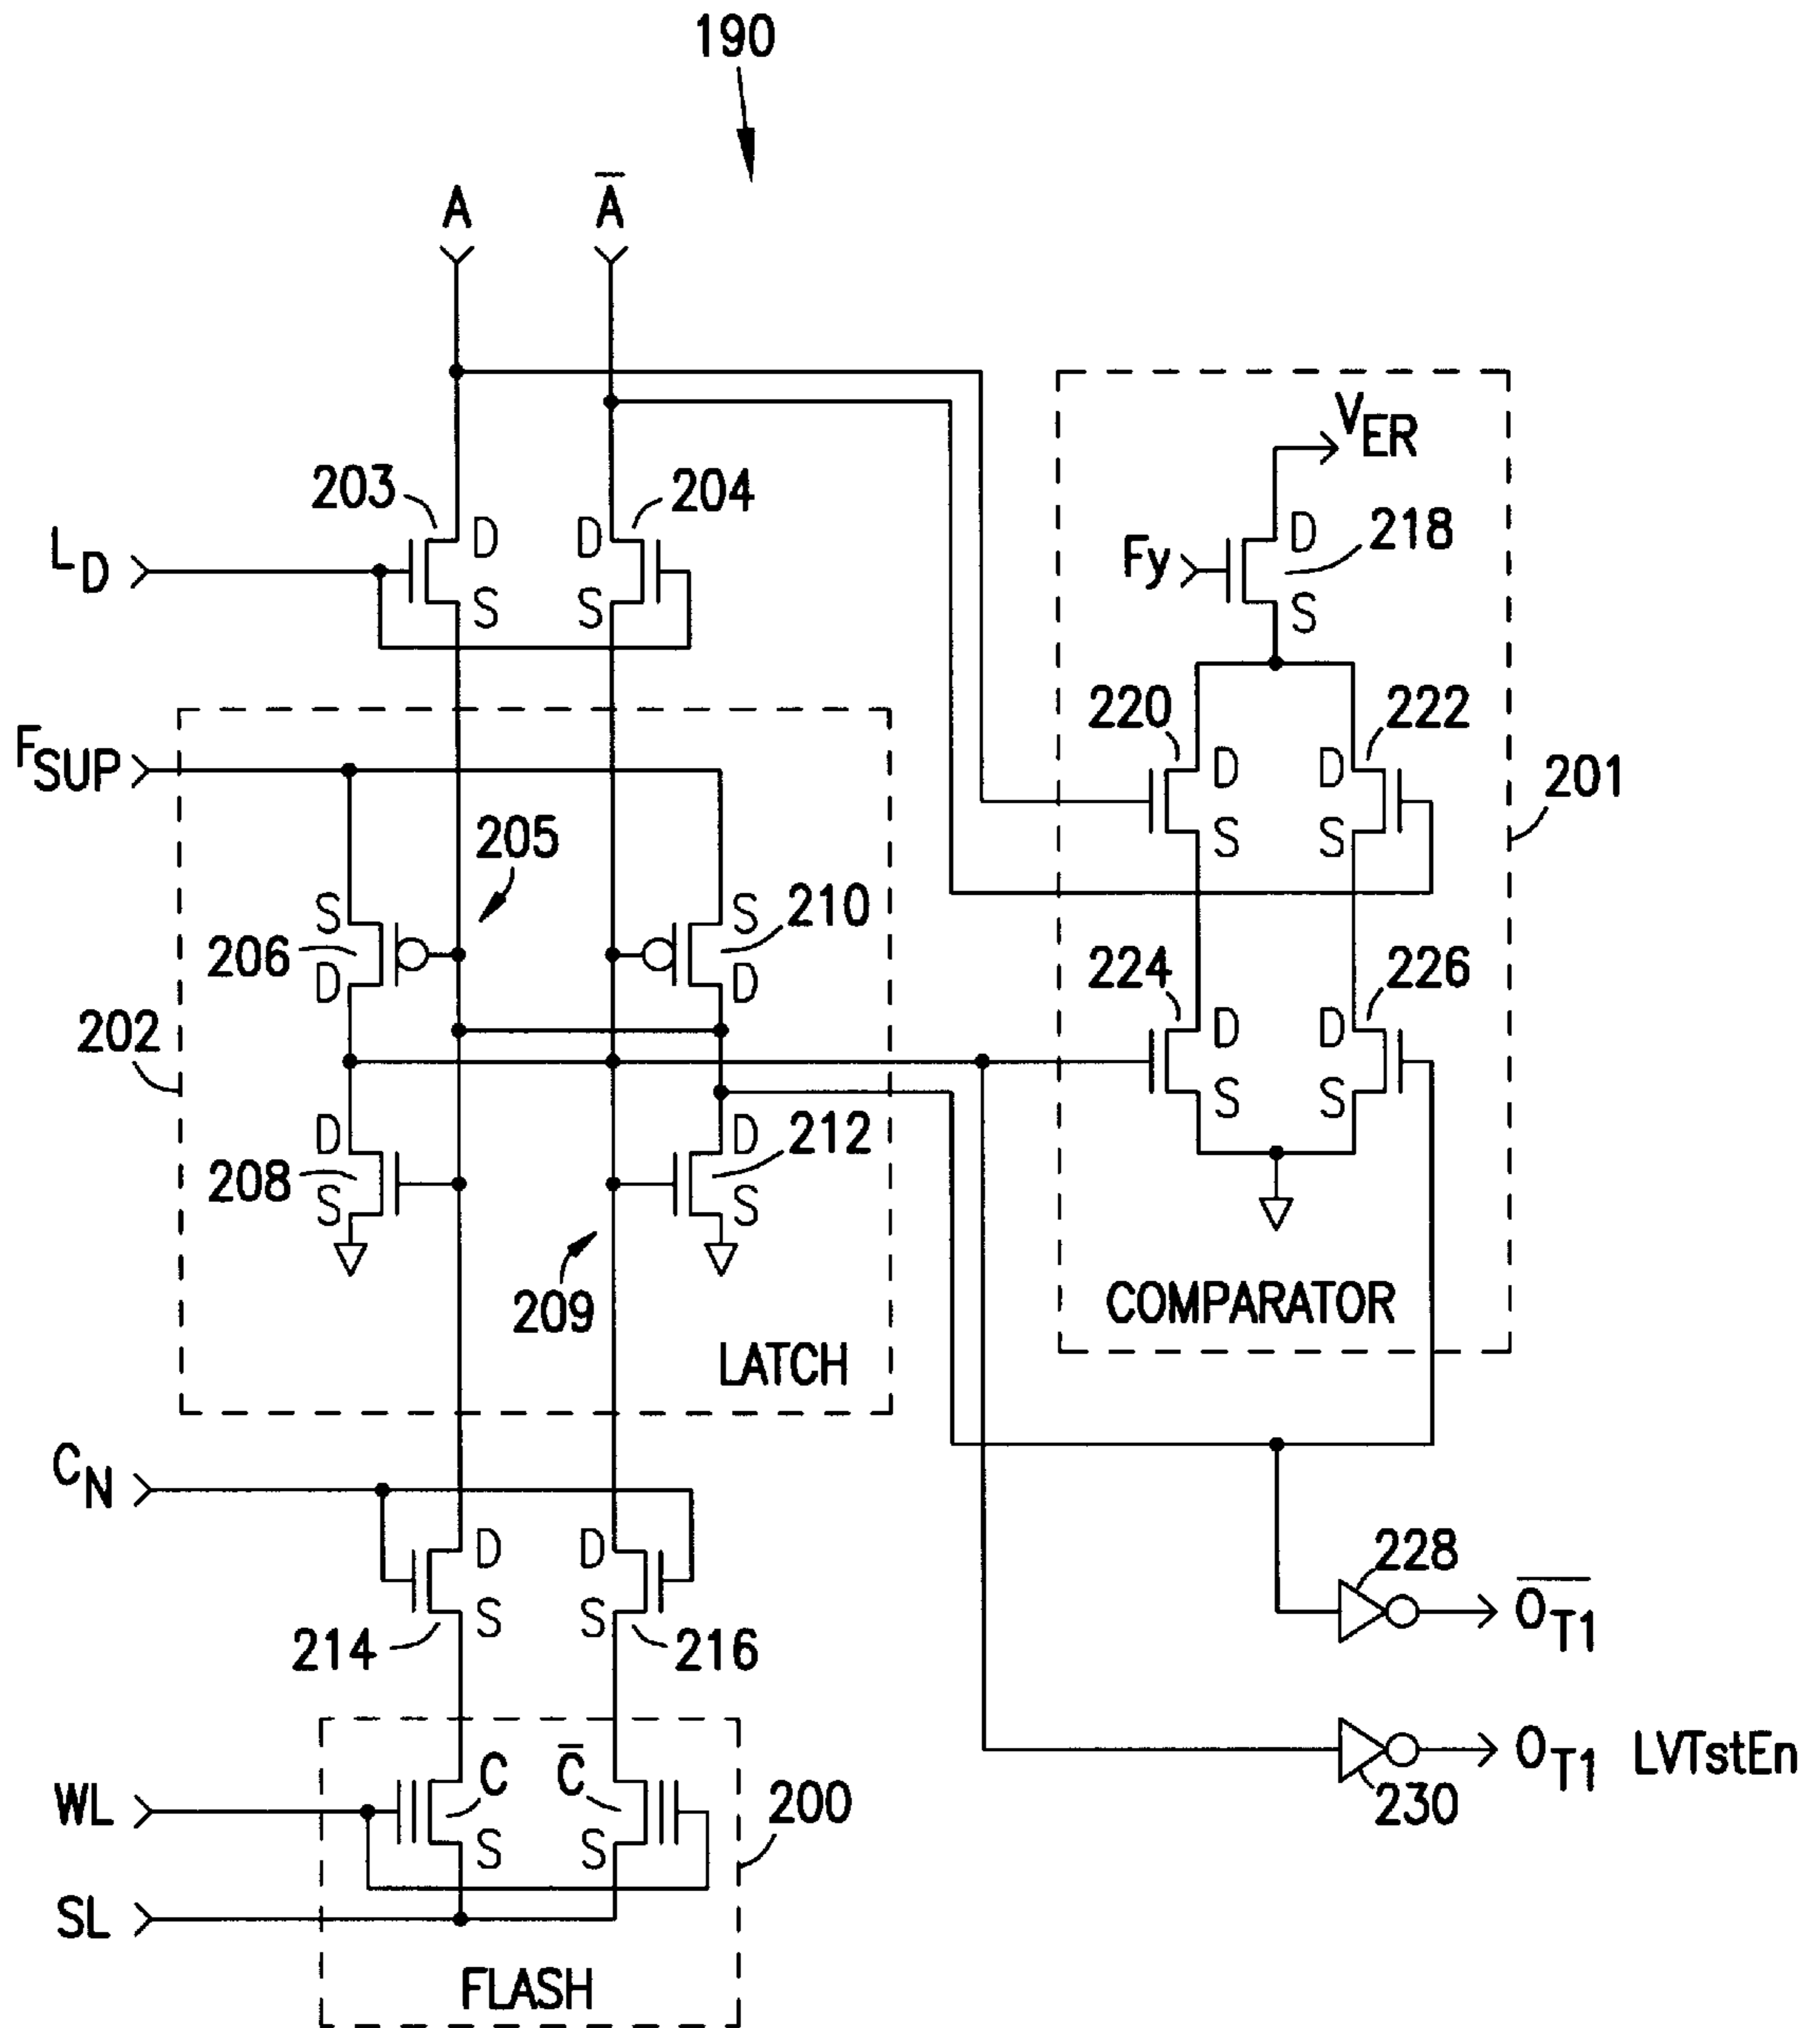 190
A A̅
V_ER
203 204
D D D 218
L_D Fy
S S S
220 222
F_SUP D D 201
205
S S
S S 210
206
D D 224 226
202 D D
D D 212 S S
208
S S
209 COMPARATOR
LATCH
C_N
D D 228
O̅_T1
S S
214 216
C C̅ O_T1 LVTstEn
WL 200 230
S S
SL
FLASH